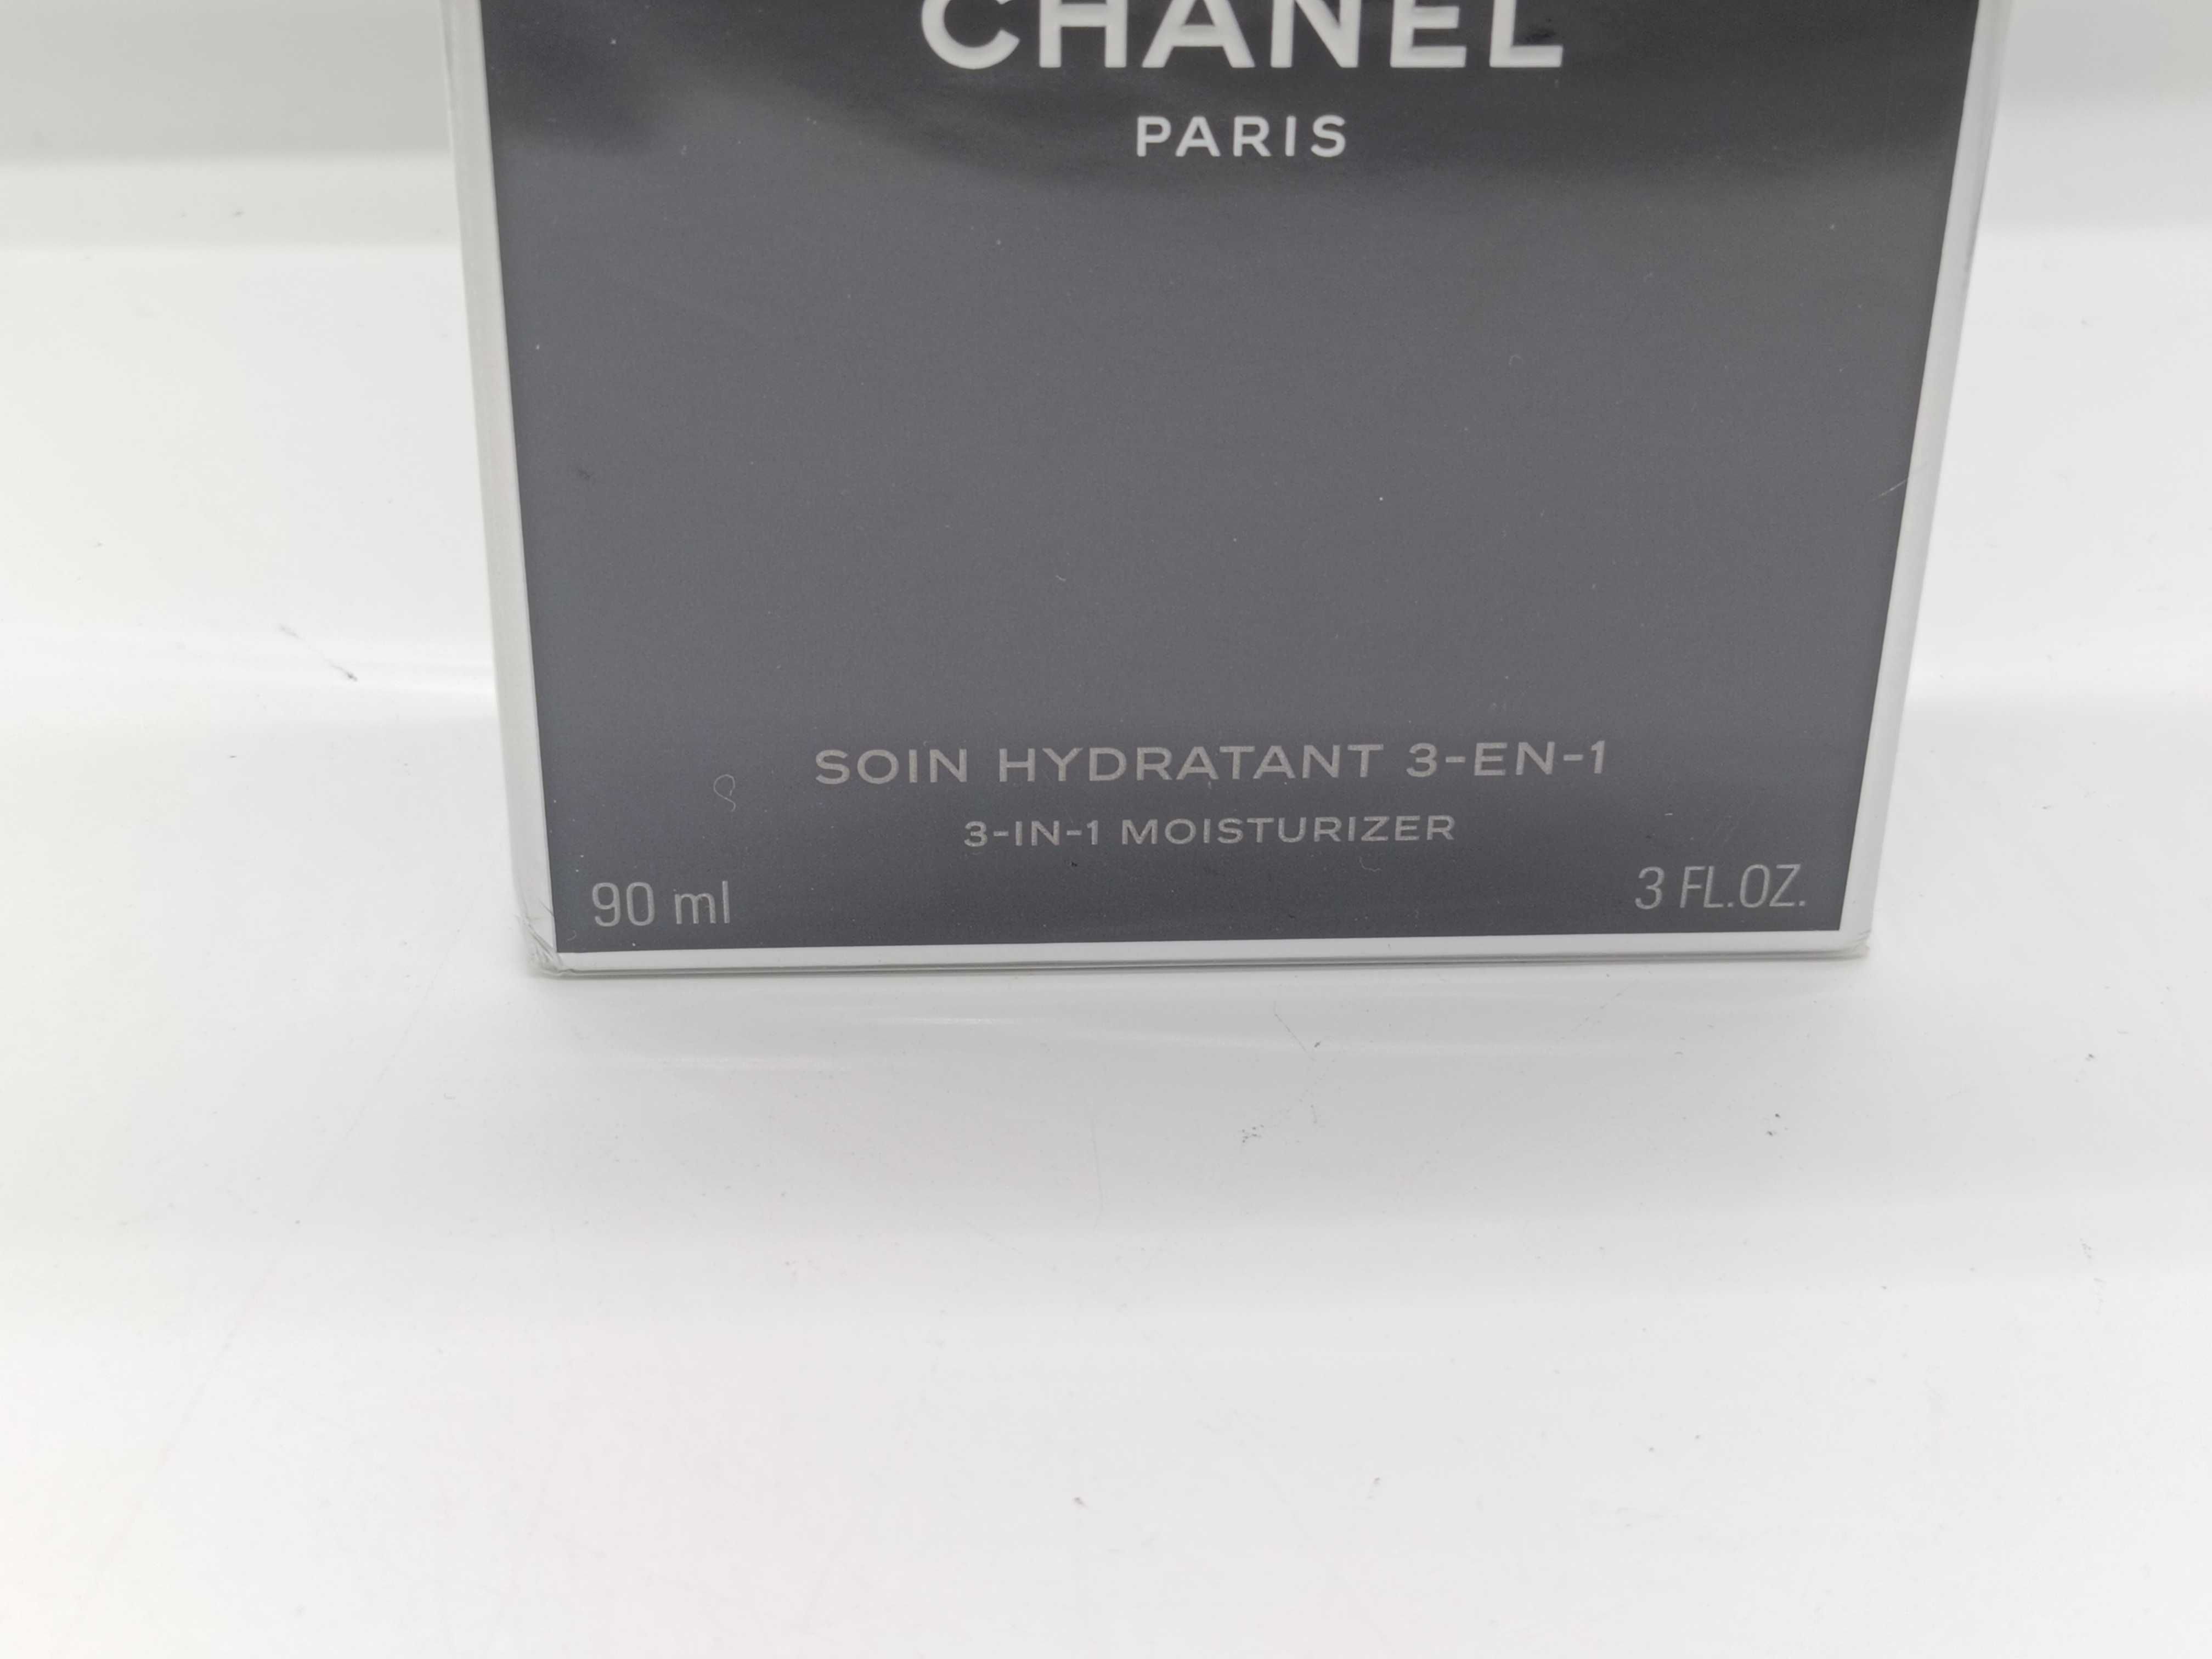 CHANEL
PARIS
SOIN HYDRATANT 3-EN-1
3-IN-1 MOISTURIZER
90 ml
3 FL.OZ.